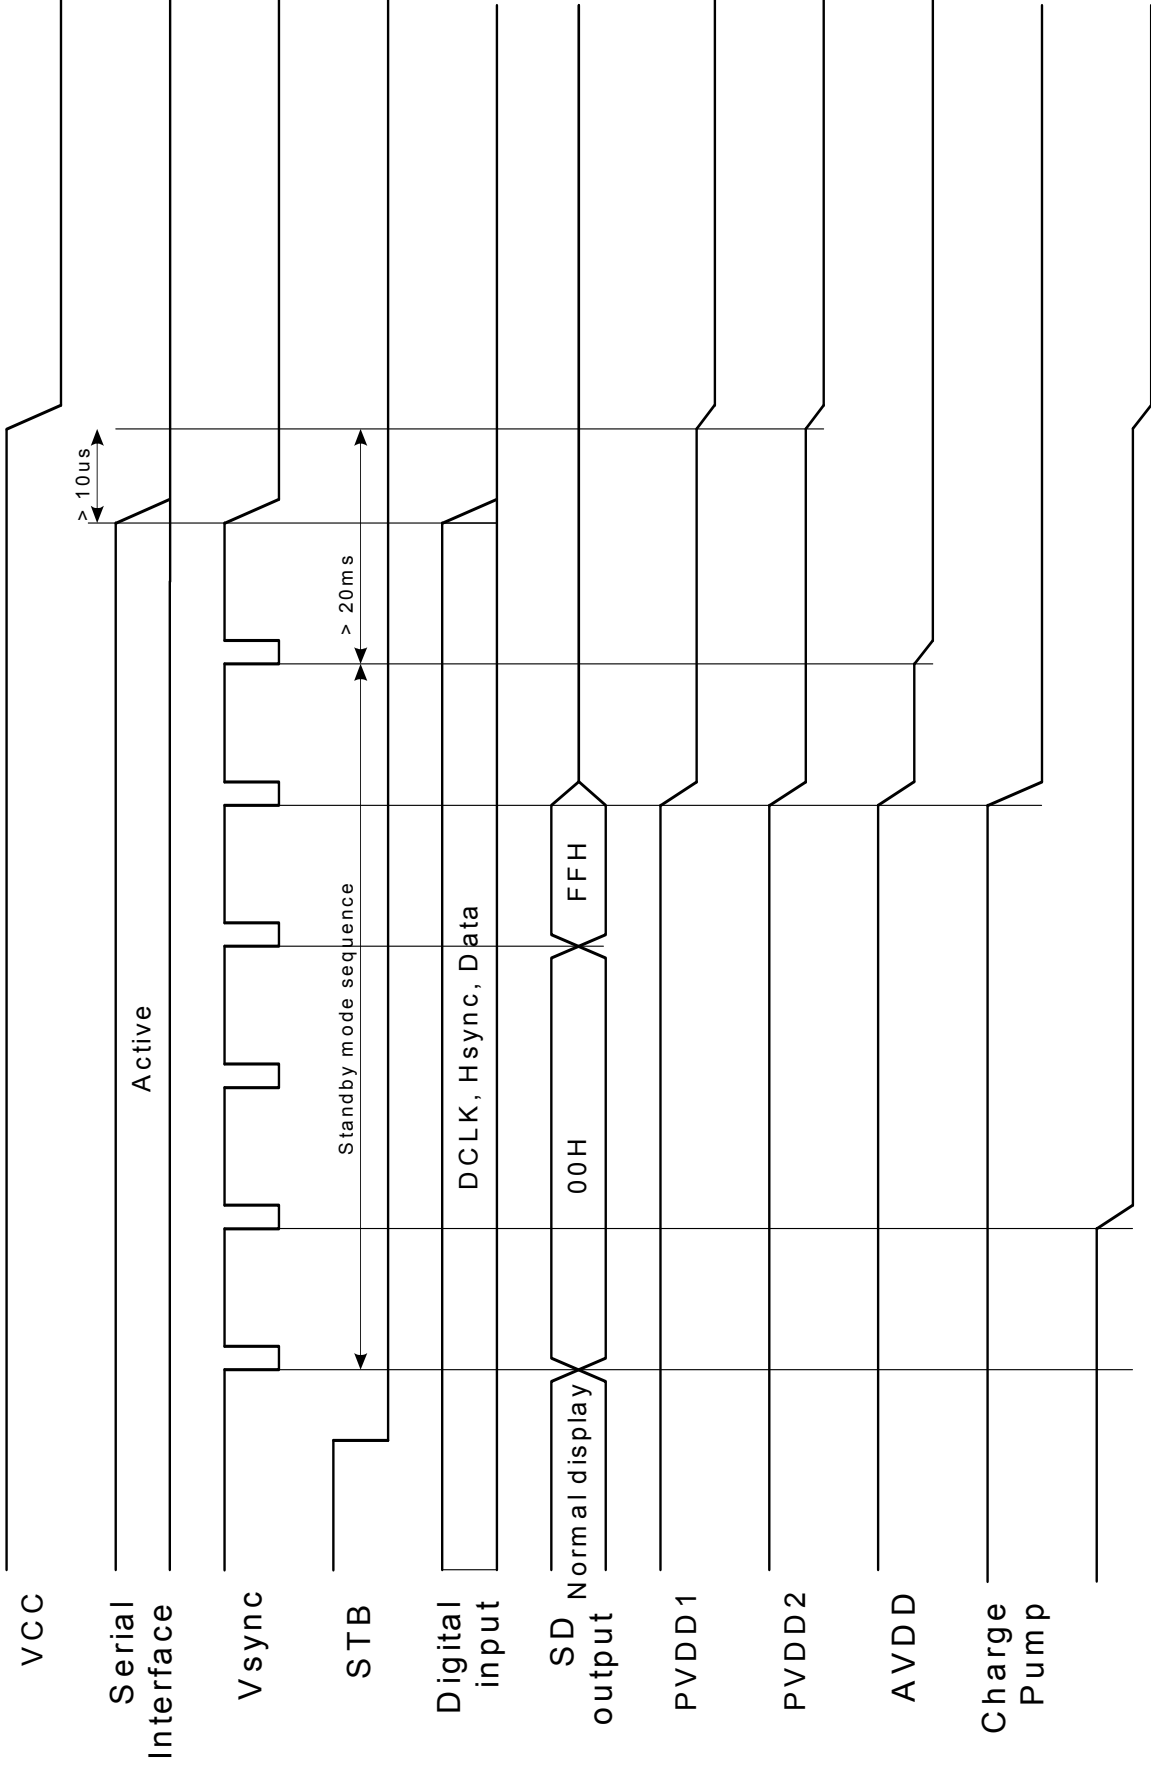 VCC
Serial
Interface
Vsync
STB
Digital
input
SD
output
PVDD1
PVDD2
AVDD
Charge
Pump
> 10us
Active
> 20ms
Standby mode sequence
DCLK, Hsync, Data
Normal display
00H
FFH